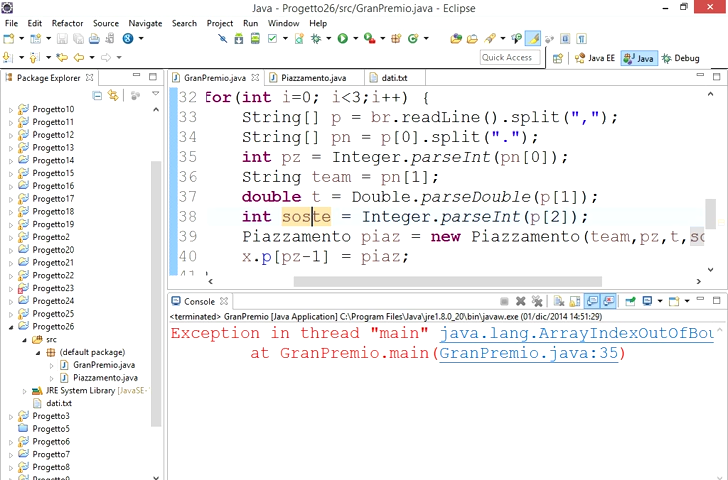 Java - Progetto26/src/GranPremio.java - Eclipse
File Edit Refactor Source Navigate Search Project Run Window Help
Quick Access Java EE Java Debug
Package Explorer
Progetto10
Progetto11
Progetto12
Progetto13
Progetto14
Progetto15
Progetto16
Progetto17
Progetto18
Progetto19
Progetto2
Progetto20
Progetto21
Progetto22
Progetto23
Progetto24
Progetto25
Progetto26
src
(default package)
GranPremio.java
Piazzamento.java
JRE System Library [JavaSE-
dati.txt
Progetto3
Progetto5
Progetto6
Progetto7
Progetto8
GranPremio.java Piazzamento.java dati.txt
32 for(int i=0; i<3;i++) {
33 String[] p = br.readLine().split(",");
34 String[] pn = p[0].split(".");
35 int pz = Integer.parseInt(pn[0]);
36 String team = pn[1];
37 double t = Double.parseDouble(p[1]);
38 int soste = Integer.parseInt(p[2]);
39 Piazzamento piaz = new Piazzamento(team,pz,t,so
40 x.p[pz-1] = piaz;
Console
<terminated> GranPremio [Java Application] C:\Program Files\Java\jre1.8.0_20\bin\javaw.exe (01/dic/2014 14:51:29)
Exception in thread "main" java.lang.ArrayIndexOutOfBou
at GranPremio.main(GranPremio.java:35)